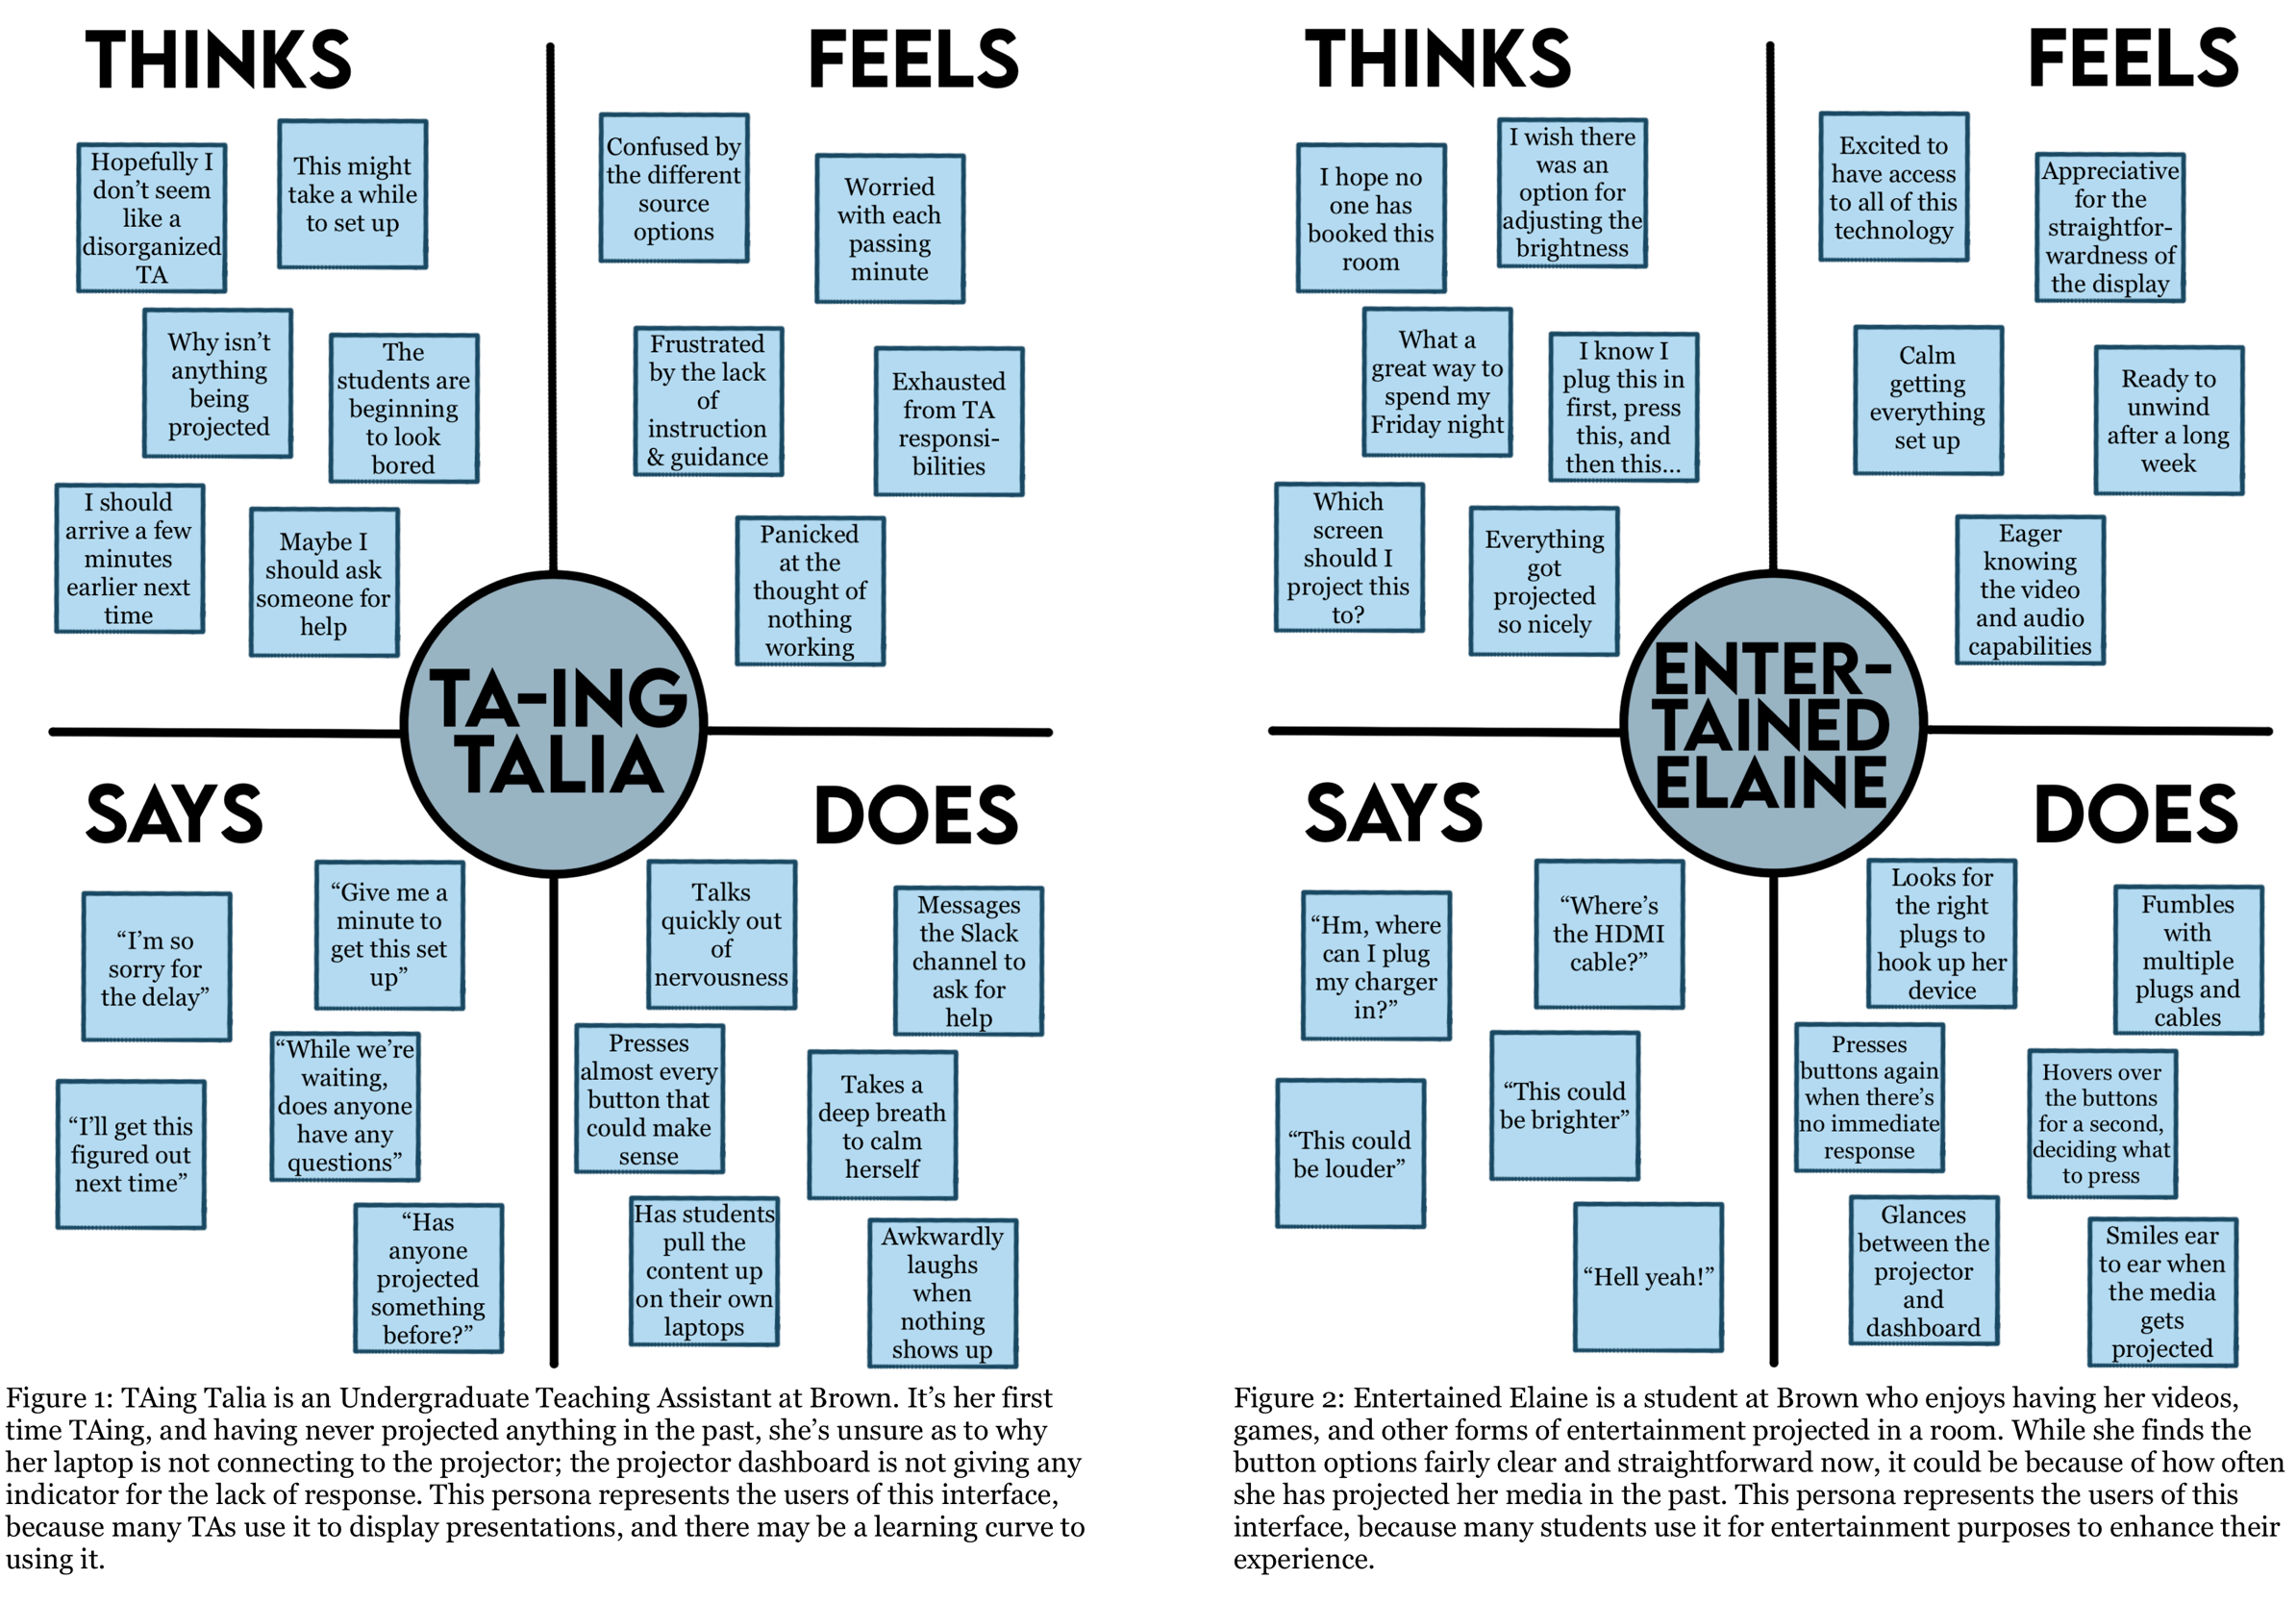 THINKS
FEELS
Hopefully I
don’t seem
like a
disorganized
TA
This might
take a while
to set up
Why isn’t
anything
being
projected
The
students are
beginning
to look
bored
I should
arrive a few
minutes
earlier next
time
Maybe I
should ask
someone for
help
Confused by
the different
source
options
Worried
with each
passing
minute
Frustrated
by the lack
of
instruction
& guidance
Exhausted
from TA
responsi-
bilities
Panicked
at the
thought of
nothing
working
TA-ING
TALIA
SAYS
DOES
“I’m so
sorry for
the delay”
“Give me a
minute to
get this set
up”
“While we’re
waiting,
does anyone
have any
questions”
“I’ll get this
figured out
next time”
“Has
anyone
projected
something
before?”
Talks
quickly out
of
nervousness
Messages
the Slack
channel to
ask for
help
Presses
almost every
button that
could make
sense
Takes a
deep breath
to calm
herself
Has students
pull the
content up
on their own
laptops
Awkwardly
laughs
when
nothing
shows up
Figure 1: TAing Talia is an Undergraduate Teaching Assistant at Brown. It’s her first
time TAing, and having never projected anything in the past, she’s unsure as to why
her laptop is not connecting to the projector; the projector dashboard is not giving any
indicator for the lack of response. This persona represents the users of this interface,
because many TAs use it to display presentations, and there may be a learning curve to
using it.
THINKS
FEELS
I hope no
one has
booked this
room
I wish there
was an
option for
adjusting the
brightness
What a
great way to
spend my
Friday night
I know I
plug this in
first, press
this, and
then this...
Which
screen
should I
project this
to?
Everything
got
projected
so nicely
Excited to
have access
to all of this
technology
Appreciative
for the
straightfor-
wardness of
the display
Calm
getting
everything
set up
Ready to
unwind
after a long
week
Eager
knowing
the video
and audio
capabilities
ENTER-
TAINED
ELAINE
SAYS
DOES
“Hm, where
can I plug
my charger
in?”
“Where’s
the HDMI
cable?”
“This could
be brighter”
“This could
be louder”
“Hell yeah!”
Looks for
the right
plugs to
hook up her
device
Fumbles
with
multiple
plugs and
cables
Presses
buttons again
when there’s
no immediate
response
Hovers over
the buttons
for a second,
deciding what
to press
Glances
between the
projector
and
dashboard
Smiles ear
to ear when
the media
gets
projected
Figure 2: Entertained Elaine is a student at Brown who enjoys having her videos,
games, and other forms of entertainment projected in a room. While she finds the
button options fairly clear and straightforward now, it could be because of how often
she has projected her media in the past. This persona represents the users of this
interface, because many students use it for entertainment purposes to enhance their
experience.